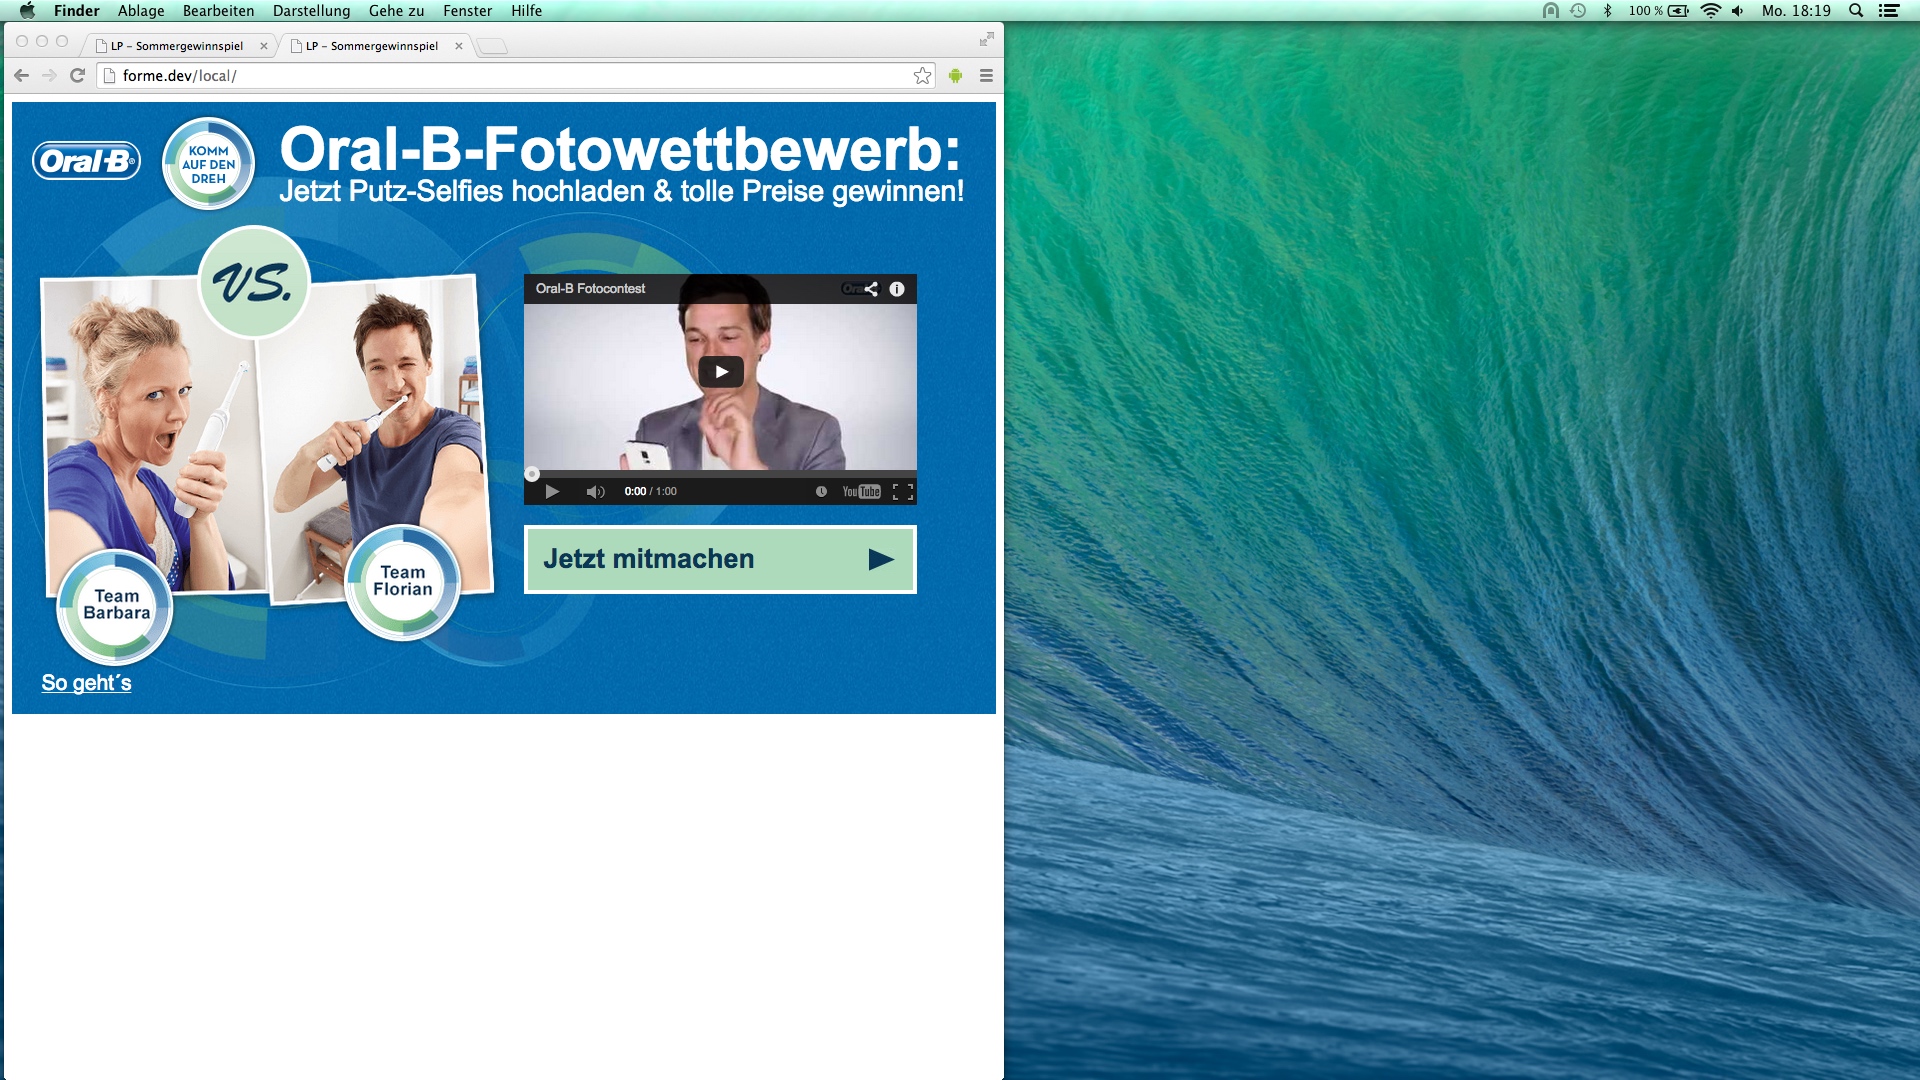 Finder Ablage Bearbeiten Darstellung Gehe zu Fenster Hilfe 100 % Mo. 18:19
LP – Sommergewinnspiel LP – Sommergewinnspiel
forme.dev/local/
Oral-B
KOMM
AUF DEN
DREH
Oral-B-Fotowettbewerb:
Jetzt Putz-Selfies hochladen & tolle Preise gewinnen!
VS.
Oral-B Fotocontest
0:00 / 1:00 YouTube
Jetzt mitmachen
Team
Florian
Team
Barbara
So geht´s